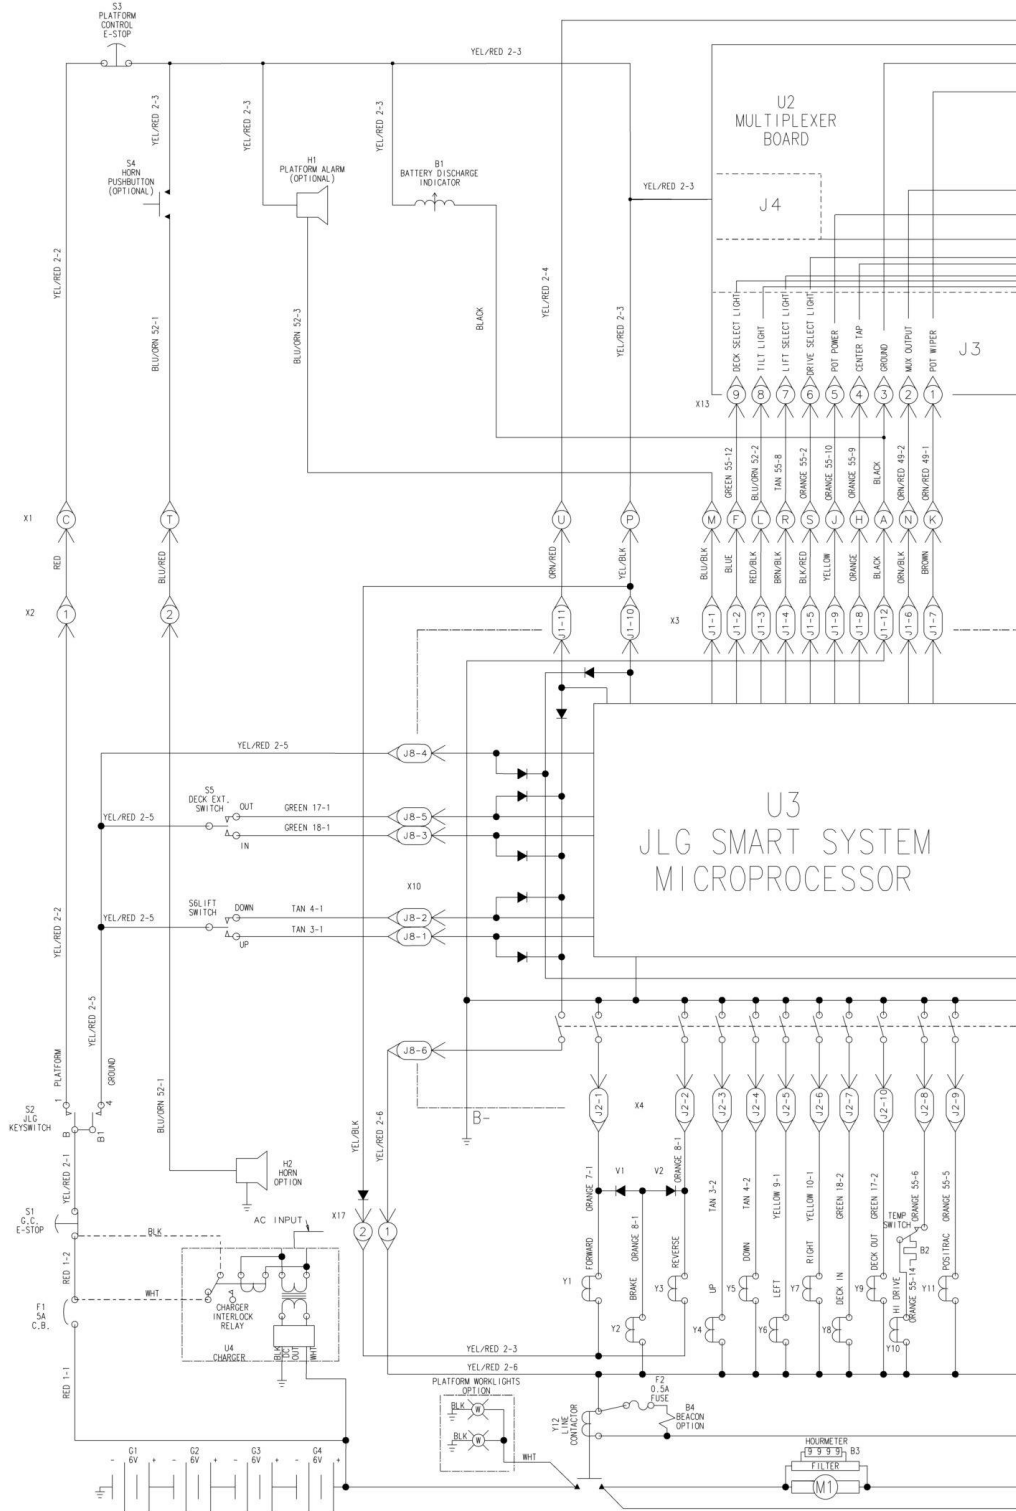 S3
PLATFORM
CONTROL
E-STOP
YEL/RED 2-3
YEL/RED 2-3
YEL/RED 2-3
YEL/RED 2-3
U2
MULTIPLEXER
BOARD
S4
HORN
PUSHBUTTON
(OPTIONAL)
H1
PLATFORM ALARM
(OPTIONAL)
B1
BATTERY DISCHARGE
INDICATOR
YEL/RED 2-3
J4
YEL/RED 2-2
BLU/ORN 52-1
BLU/ORN 52-3
BLACK
YEL/RED 2-4
YEL/RED 2-3
DECK SELECT LIGHT
TILT LIGHT
LIFT SELECT LIGHT
DRIVE SELECT LIGHT
POT POWER
CENTER TAP
GROUND
MUX OUTPUT
POT WIPER
J3
X13
9
8
7
6
5
4
3
2
1
GREEN 55-12
BLU/ORN 52-2
TAN 55-8
ORANGE 55-2
ORANGE 55-10
ORANGE 55-9
BLACK
ORN/RED 49-2
ORN/RED 49-1
X1
C
T
U
P
M
F
L
R
S
J
H
A
N
K
RED
BLU/RED
ORN/RED
YEL/BLK
BLU/BLK
BLUE
RED/BLK
BRN/BLK
BLK/RED
YELLOW
ORANGE
BLACK
ORN/BLK
BROWN
X2
1
2
J1-11
J1-10
X3
J1-1
J1-2
J1-3
J1-4
J1-5
J1-9
J1-8
J1-12
J1-6
J1-7
YEL/RED 2-5
J8-4
S5
DECK EXT.
SWITCH
OUT
GREEN 17-1
J8-5
YEL/RED 2-5
GREEN 18-1
J8-3
IN
U3
JLG SMART SYSTEM
MICROPROCESSOR
X10
S6LIFT
SWITCH
DOWN
TAN 4-1
J8-2
YEL/RED 2-5
TAN 3-1
J8-1
UP
YEL/RED 2-2
YEL/RED 2-5
J8-6
PLATFORM
GROUND
1
4
S2
JLG
KEYSWITCH
B
B1
BLU/ORN 52-1
YEL/BLK
YEL/RED 2-6
B-
J2-1
X4
J2-2
J2-3
J2-4
J2-5
J2-6
J2-7
J2-10
J2-8
J2-9
YEL/RED 2-1
H2
HORN
OPTION
ORANGE 7-1
V1
V2
ORANGE 8-1
ORANGE 8-1
TAN 3-2
TAN 4-2
YELLOW 9-1
YELLOW 10-1
GREEN 18-2
GREEN 17-2
ORANGE 55-6
ORANGE 55-5
TEMP
SWITCH
B2
S1
G.C.
E-STOP
BLK
AC INPUT
X17
2
1
FORWARD
BRAKE
REVERSE
UP
DOWN
LEFT
RIGHT
DECK IN
DECK OUT
HI DRIVE
ORANGE 55-14
POSITRAC
Y1
Y2
Y3
Y4
Y5
Y6
Y7
Y8
Y9
Y10
Y11
RED 1-2
WHT
F1
5A
C.B.
CHARGER
INTERLOCK
RELAY
U4
CHARGER
BLK
DC
OUT
WHT
YEL/RED 2-3
YEL/RED 2-6
RED 1-1
PLATFORM WORKLIGHTS
OPTION
BLK
W
BLK
W
WHT
Y12
LINE
CONTACTOR
F2
0.5A
FUSE
B4
BEACON
OPTION
HOURMETER
9 9 9 9
B3
FILTER
M1
G1
6V
G2
6V
G3
6V
G4
6V
- + - + - + - +